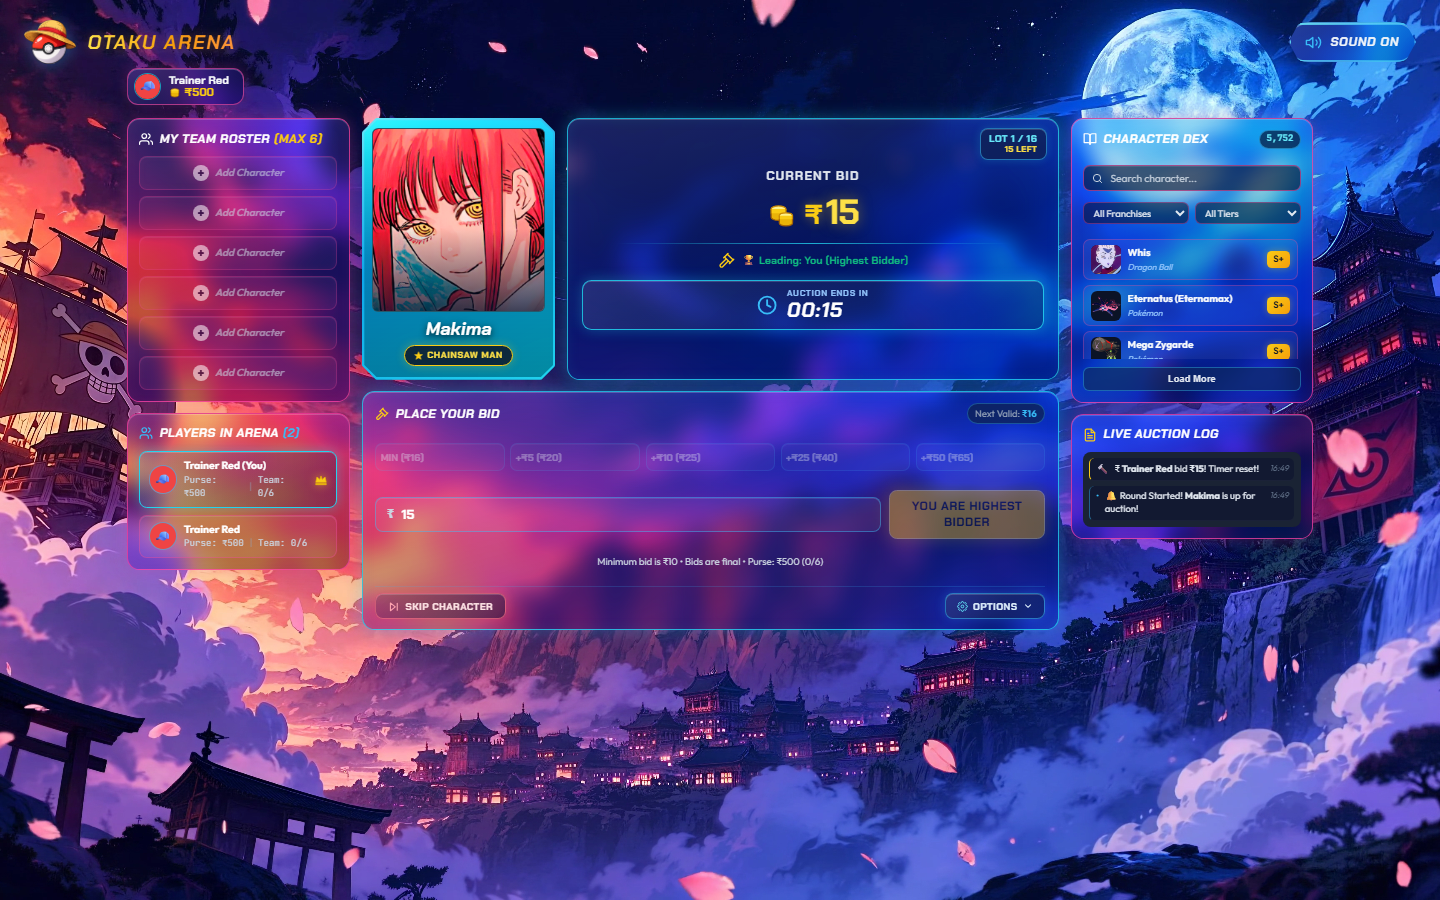 OTAKU ARENA
SOUND ON
Trainer Red
₹500
MY TEAM ROSTER (MAX 6)
Add Character
Add Character
Add Character
Add Character
Add Character
Add Character
PLAYERS IN ARENA (2)
Trainer Red (You)
Purse: ₹500 | Team: 0/6
Trainer Red
Purse: ₹500 | Team: 0/6
Makima
★ CHAINSAW MAN
LOT 1 / 16
15 LEFT
CURRENT BID
₹15
🏆 Leading: You (Highest Bidder)
AUCTION ENDS IN
00:15
PLACE YOUR BID
Next Valid: ₹16
MIN (₹16)
+₹5 (₹20)
+₹10 (₹25)
+₹25 (₹40)
+₹50 (₹65)
₹ 15
YOU ARE HIGHEST
BIDDER
Minimum bid is ₹10 • Bids are final • Purse: ₹500 (0/6)
SKIP CHARACTER
OPTIONS
CHARACTER DEX
5,752
Search character...
All Franchises
All Tiers
Whis
Dragon Ball
S+
Eternatus (Eternamax)
Pokémon
S+
Mega Zygarde
Pokémon
S+
Load More
LIVE AUCTION LOG
₹ Trainer Red bid ₹15! Timer reset! 16:49
🔔 Round Started! Makima is up for 16:49
auction!